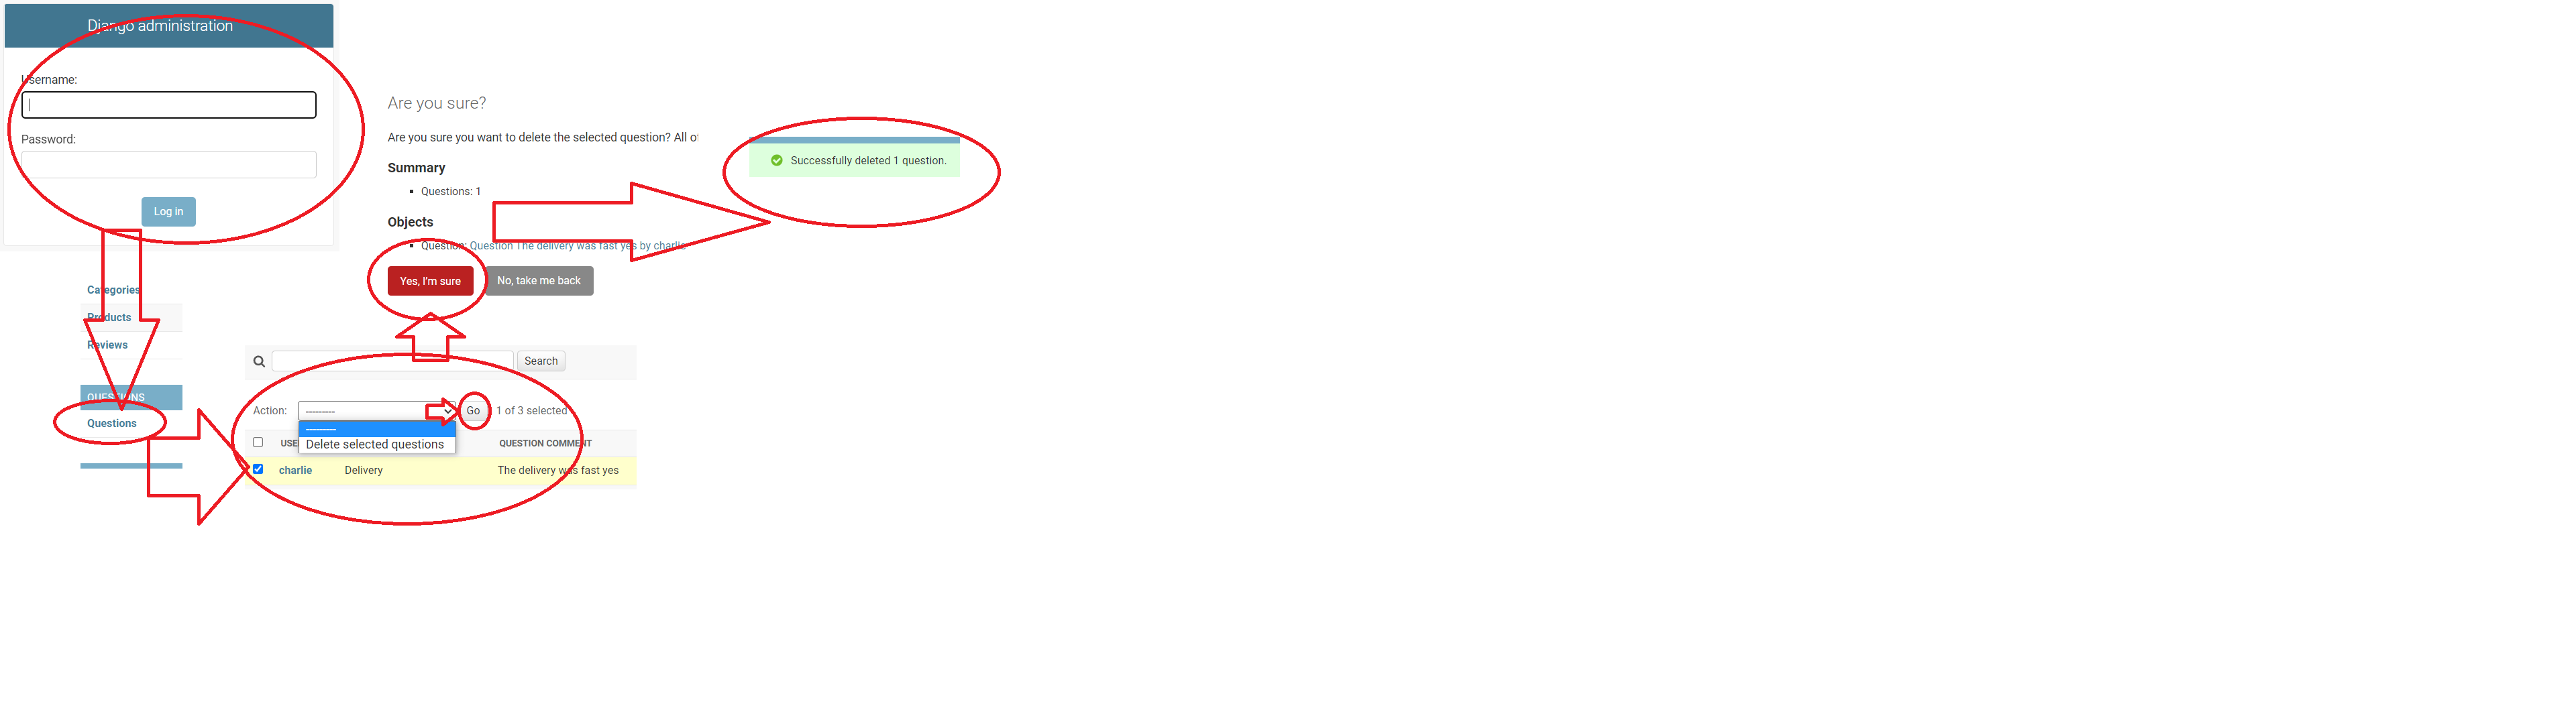 Django administration
Username:
Password:
Log in
Categories
Products
Reviews
QUESTIONS
Questions
Search
Action: --------- Go 1 of 3 selected
---------
Delete selected questions
USE QUESTION COMMENT
charlie Delivery The delivery was fast yes
Are you sure?
Are you sure you want to delete the selected question? All of
Summary
Questions: 1
Objects
Question: Question The delivery was fast yes by charlie
Yes, I'm sure No, take me back
Successfully deleted 1 question.